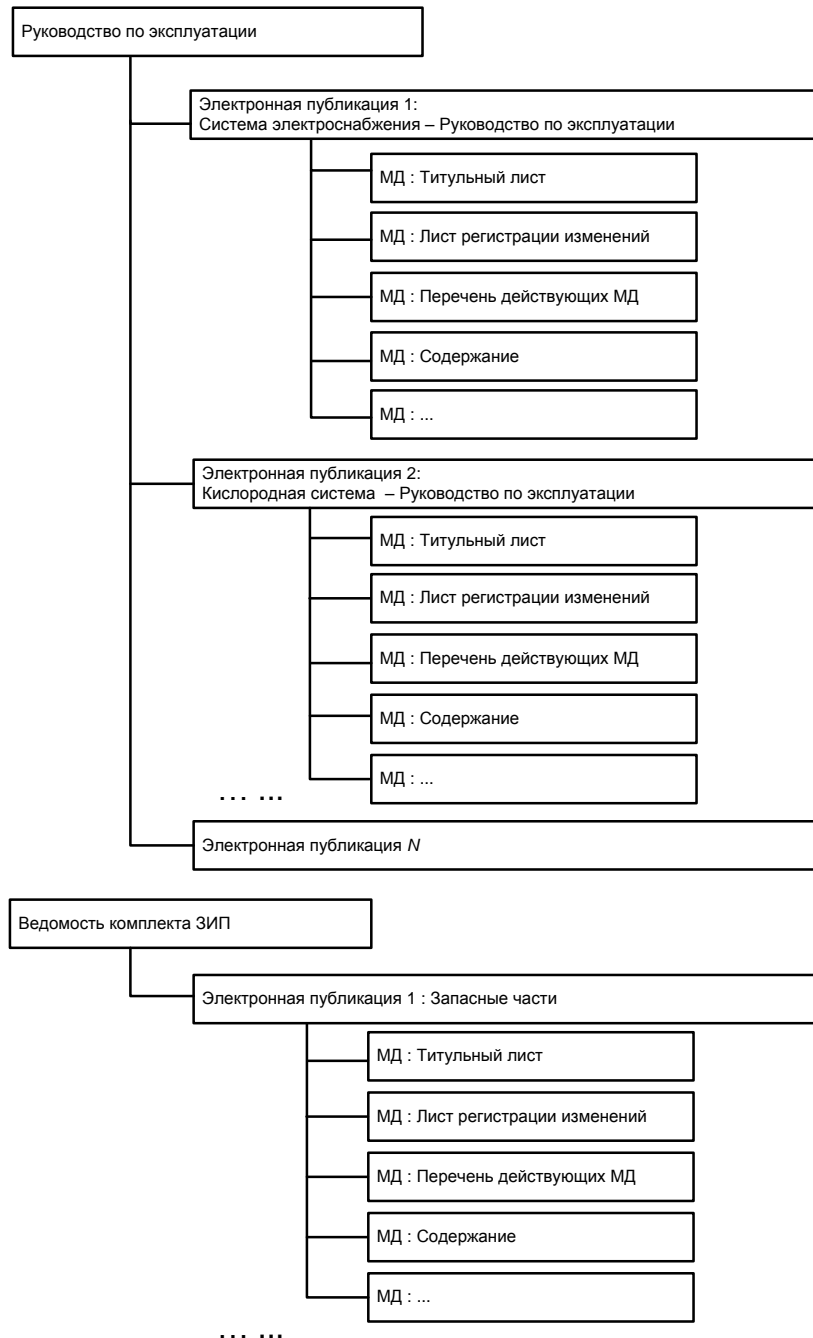 Руководство по эксплуатации
Электронная публикация 1:
Система электроснабжения – Руководство по эксплуатации
МД : Титульный лист
МД : Лист регистрации изменений
МД : Перечень действующих МД
МД : Содержание
МД : ...
Электронная публикация 2:
Кислородная система – Руководство по эксплуатации
МД : Титульный лист
МД : Лист регистрации изменений
МД : Перечень действующих МД
МД : Содержание
МД : ...
... ...
Электронная публикация N
Ведомость комплекта ЗИП
Электронная публикация 1 : Запасные части
МД : Титульный лист
МД : Лист регистрации изменений
МД : Перечень действующих МД
МД : Содержание
МД : ...
... ...